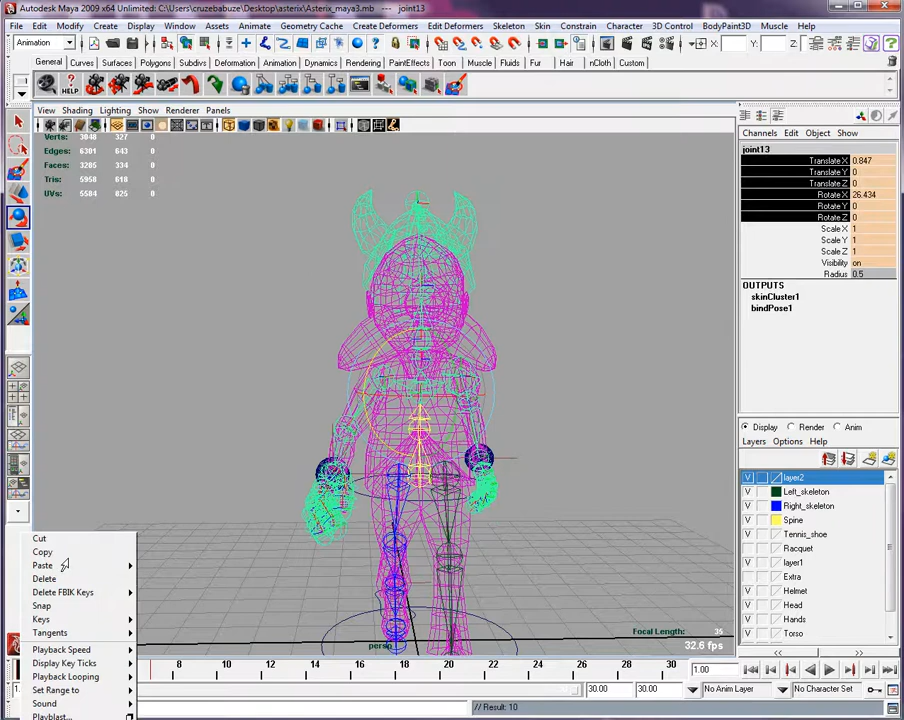 Autodesk Maya 2009 x64 Unlimited: C:\Users\cruzebabuze\Desktop\asterix\Asterix_maya3.mb --- joint13
File Edit Modify Create Display Window Assets Animate Geometry Cache Create Deformers Edit Deformers Skeleton Skin Constrain Character 3D Control BodyPaint3D Muscle Help
Animation X: Y: Z:
General Curves Surfaces Polygons Subdivs Deformation Animation Dynamics Rendering PaintEffects Toon Muscle Fluids Fur Hair nCloth Custom
HELP
View Shading Lighting Show Renderer Panels
Channels Edit Object Show
Verts: 3048 327 0
Edges: 6301 643 0
Faces: 3285 334 0
Tris: 5958 618 0
UVs: 5584 825 0
joint13
Translate X 0.847
Translate Y 0
Translate Z 0
Rotate X 26.434
Rotate Y 0
Rotate Z 0
Scale X 1
Scale Y 1
Scale Z 1
Visibility on
Radius 0.5
OUTPUTS
skinCluster1
bindPose1
Display Render Anim
Layers Options Help
V layer2
V Left_skeleton
V Right_skeleton
V Spine
V Tennis_shoe
Racquet
V layer1
Extra
V Helmet
V Head
V Hands
V Torso
Cut
Copy
Paste
Delete
Delete FBIK Keys
Snap
Keys
Tangents
Playback Speed
Display Key Ticks
Playback Looping
Set Range to
Sound
Playblast...
persp
Focal Length: 35
32.6 fps
8 10 12 14 16 18 20 22 24 26 28 30 1.00
30.00 30.00 No Anim Layer No Character Set
// Result: 10